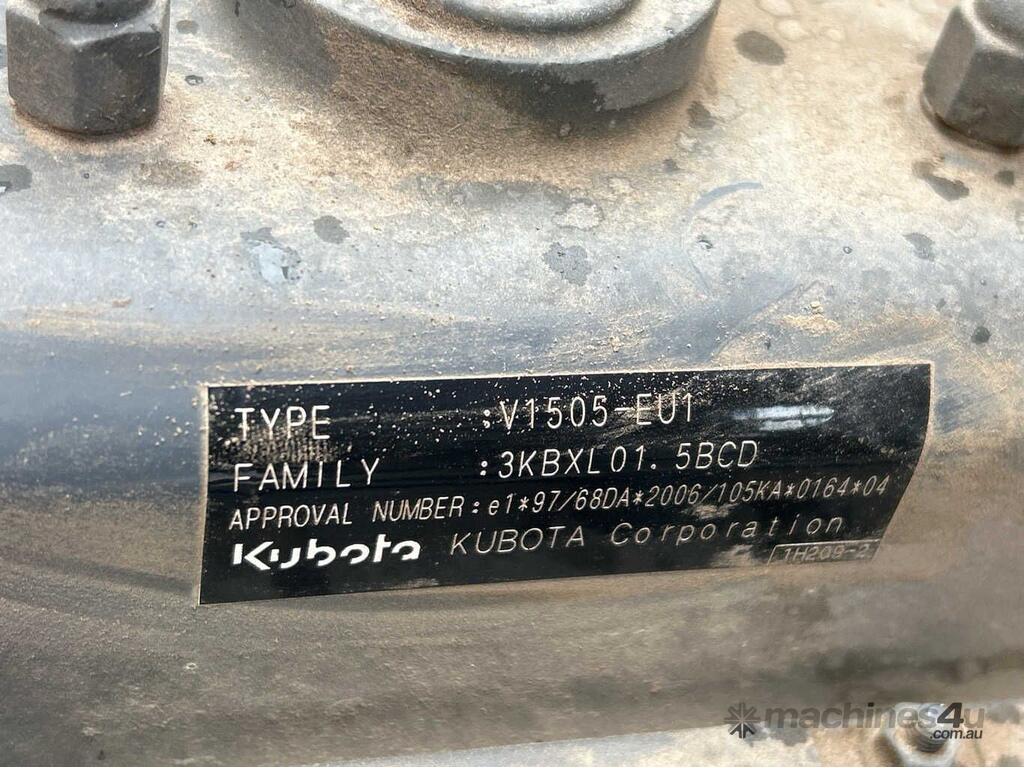 TYPE :V1505-EU1
FAMILY :3KBXL01.5BCD
APPROVAL NUMBER:e1*97/68DA*2006/105KA*0164*04
Kubota KUBOTA Corporation
1H209-2
machines4u
.com.au